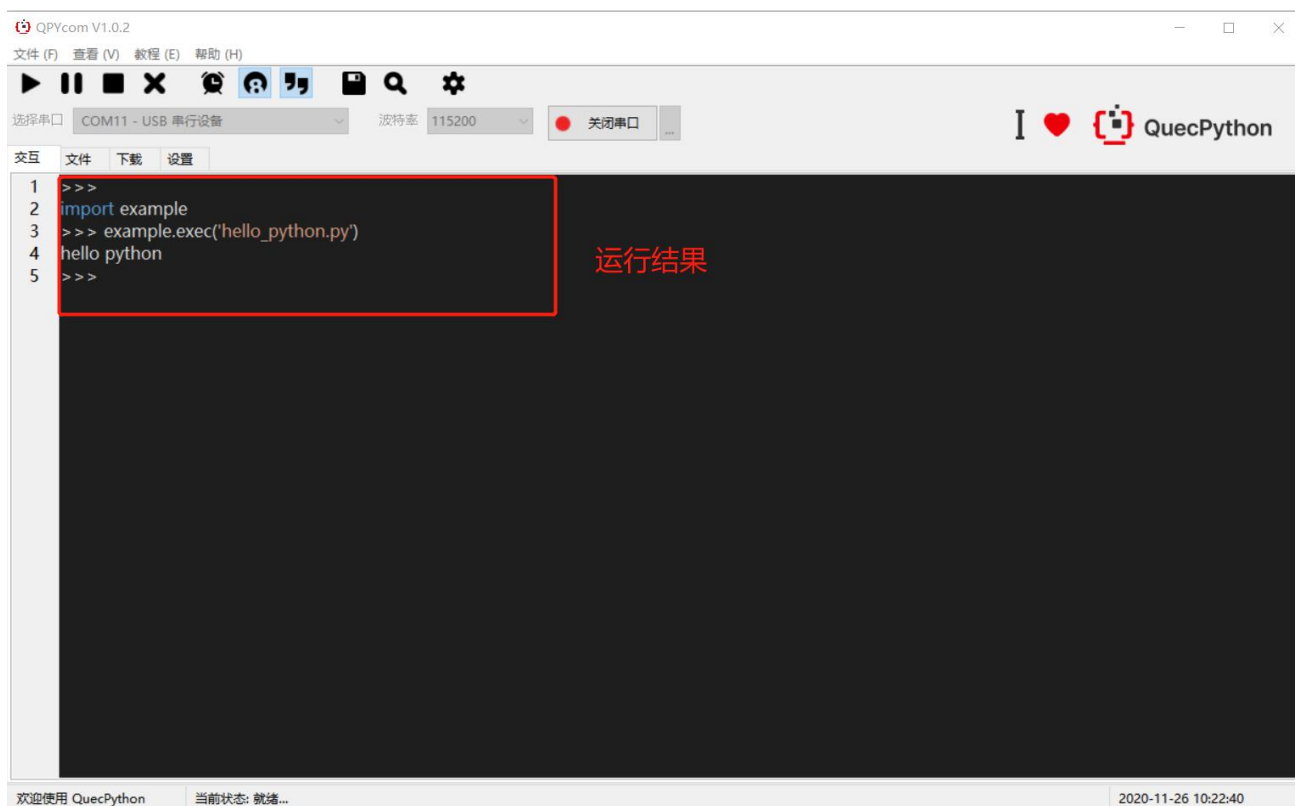 QPYcom V1.0.2
文件 (F) 查看 (V) 教程 (E) 帮助 (H)
选择串口 COM11 - USB 串行设备 波特率 115200 关闭串口 ...
I QuecPython
交互 文件 下载 设置
1 >>>
2 import example
3 >>> example.exec('hello_python.py')
4 hello python
5 >>>
运行结果
欢迎使用 QuecPython 当前状态: 就绪... 2020-11-26 10:22:40